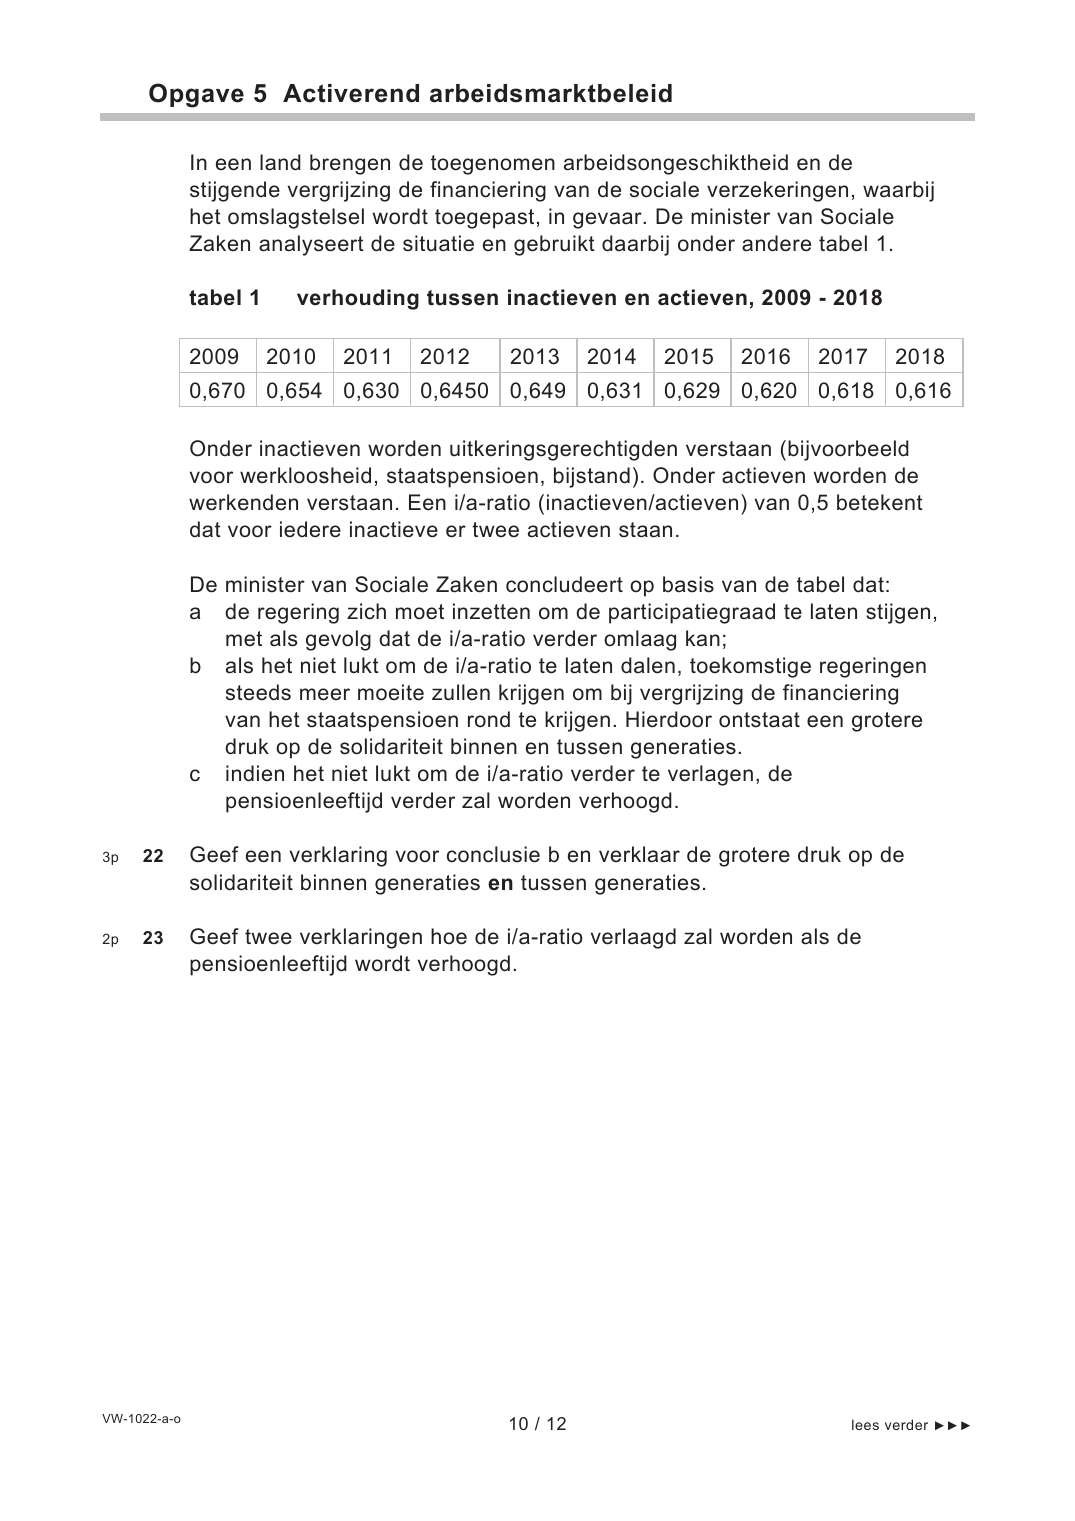 Opgave 5 Activerend arbeidsmarktbeleid
In een land brengen de toegenomen arbeidsongeschiktheid en de
stijgende vergrijzing de financiering van de sociale verzekeringen, waarbij
het omslagstelsel wordt toegepast, in gevaar. De minister van Sociale
Zaken analyseert de situatie en gebruikt daarbij onder andere tabel 1.
tabel 1 verhouding tussen inactieven en actieven, 2009 - 2018
2009 2010 2011 2012 2013 2014 2015 2016 2017 2018
0,670 0,654 0,630 0,6450 0,649 0,631 0,629 0,620 0,618 0,616
Onder inactieven worden uitkeringsgerechtigden verstaan (bijvoorbeeld
voor werkloosheid, staatspensioen, bijstand). Onder actieven worden de
werkenden verstaan. Een i/a-ratio (inactieven/actieven) van 0,5 betekent
dat voor iedere inactieve er twee actieven staan.
De minister van Sociale Zaken concludeert op basis van de tabel dat:
a de regering zich moet inzetten om de participatiegraad te laten stijgen,
met als gevolg dat de i/a-ratio verder omlaag kan;
b als het niet lukt om de i/a-ratio te laten dalen, toekomstige regeringen
steeds meer moeite zullen krijgen om bij vergrijzing de financiering
van het staatspensioen rond te krijgen. Hierdoor ontstaat een grotere
druk op de solidariteit binnen en tussen generaties.
c indien het niet lukt om de i/a-ratio verder te verlagen, de
pensioenleeftijd verder zal worden verhoogd.
3p 22 Geef een verklaring voor conclusie b en verklaar de grotere druk op de
solidariteit binnen generaties en tussen generaties.
2p 23 Geef twee verklaringen hoe de i/a-ratio verlaagd zal worden als de
pensioenleeftijd wordt verhoogd.
VW-1022-a-o 10 / 12 lees verder ►►►